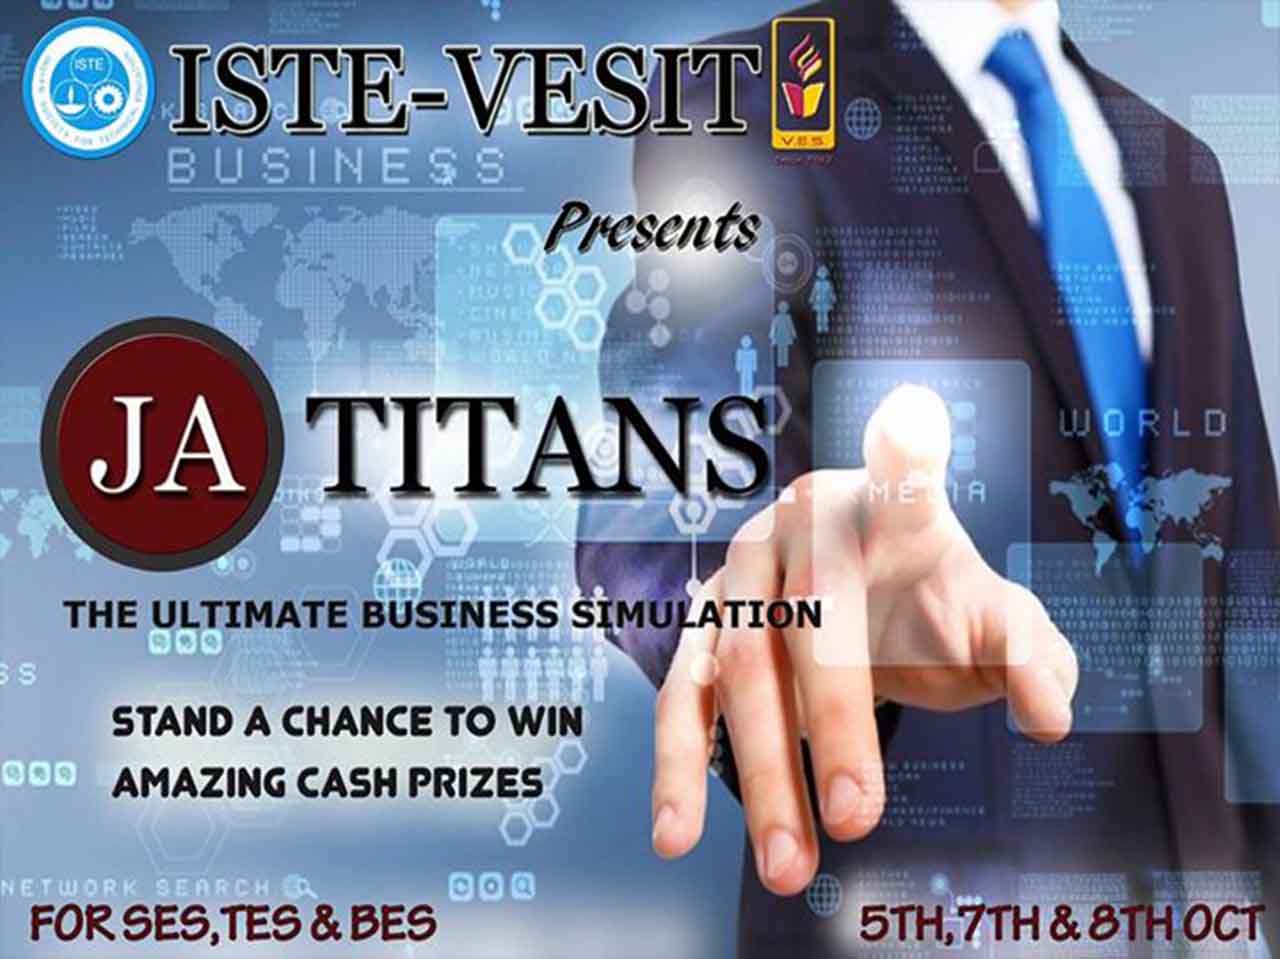 ISTE
ISTE-VESIT
V.E.S.
BUSINESS
Presents
JA TITANS
WORLD
MEDIA
THE ULTIMATE BUSINESS SIMULATION
STAND A CHANCE TO WIN
AMAZING CASH PRIZES
NETWORK SEARCH
FOR SES,TES & BES
5TH,7TH & 8TH OCT